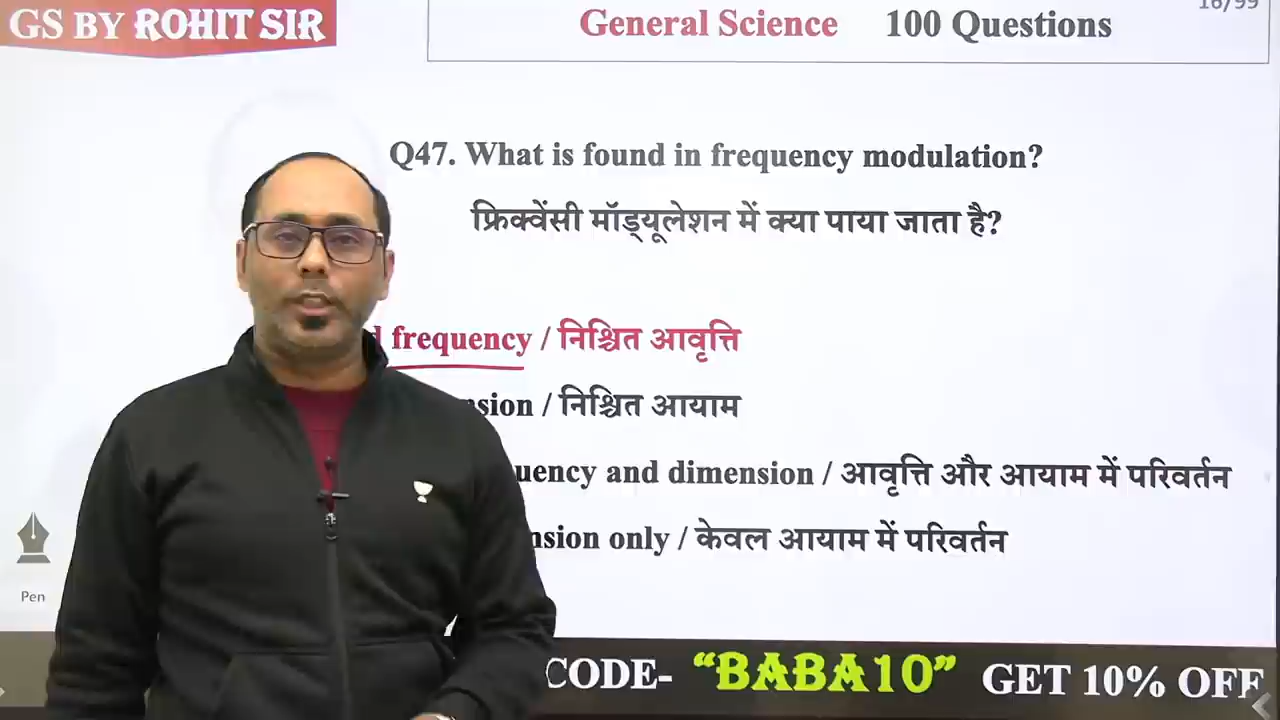 GS BY ROHIT SIR
General Science 100 Questions
16/99
Q47. What is found in frequency modulation?
फ्रिक्वेंसी मॉड्यूलेशन में क्या पाया जाता है?
frequency / निश्चित आवृत्ति
/ निश्चित आयाम
and dimension / आवृत्ति और आयाम में परिवर्तन
only / केवल आयाम में परिवर्तन
Pen
CODE- “BABA10” GET 10% OFF